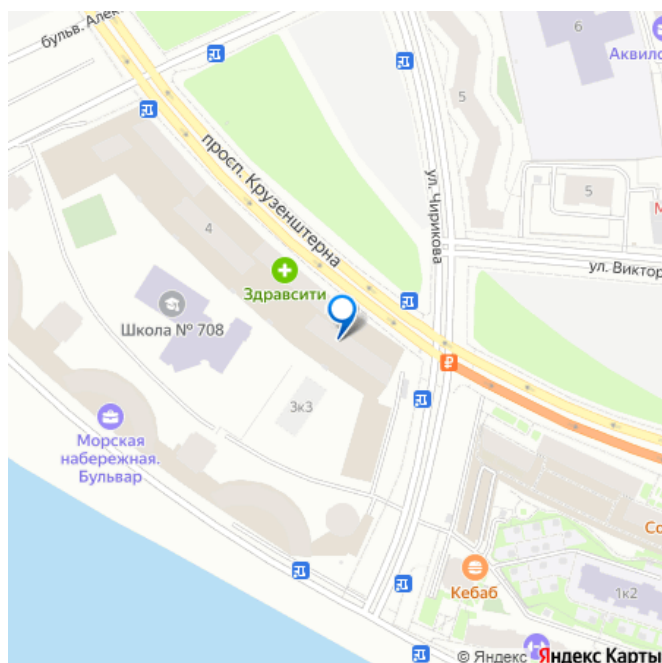 бульв. Алек
6
Аквило
5
просп. Крузенштерна
ул. Чирикова
5
4
М
ул. Виктор
Здравсити
Школа № 708
₽
3к3
Морская
набережная.
Бульвар
Со
Кебаб
1к2
© Яндекс Яндекс Карты